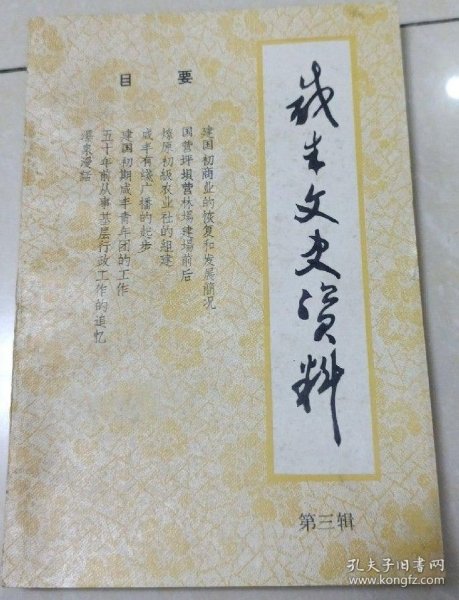 咸丰文史资料
第三辑
要目
建国初商业的恢复和发展简况
国营坪坝营林场建场前后
燎原初级农业社的组建
咸丰有线广播的起步
建国初期咸丰青年团的工作
五十年前从事基层行政工作的追忆
温泉漫话
孔夫子旧书网
www.kongfz.com